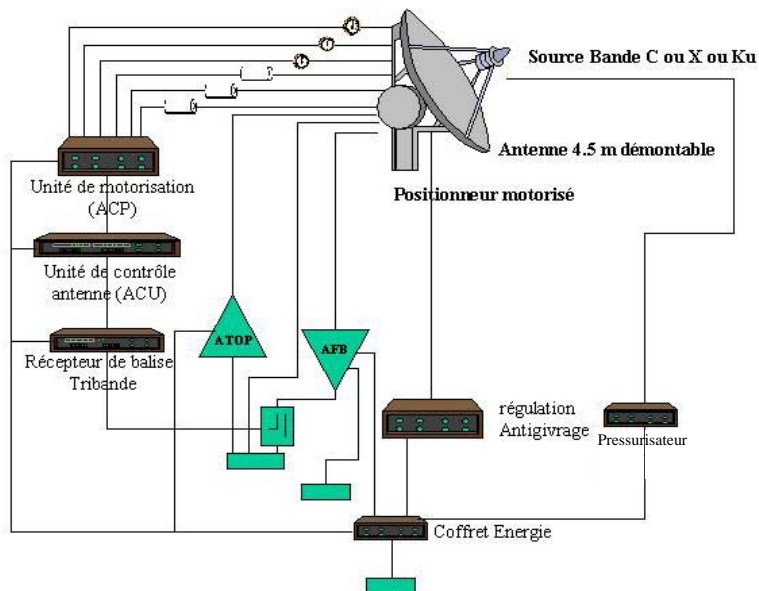 Source Bande C ou X ou Ku
Antenne 4.5 m démontable
Positionneur motorisé
Unité de motorisation
(ACP)
Unité de contrôle
antenne (ACU)
Récepteur de balise
Tribande
ATOP
AFB
régulation
Antigivrage
Pressurisateur
Coffret Energie